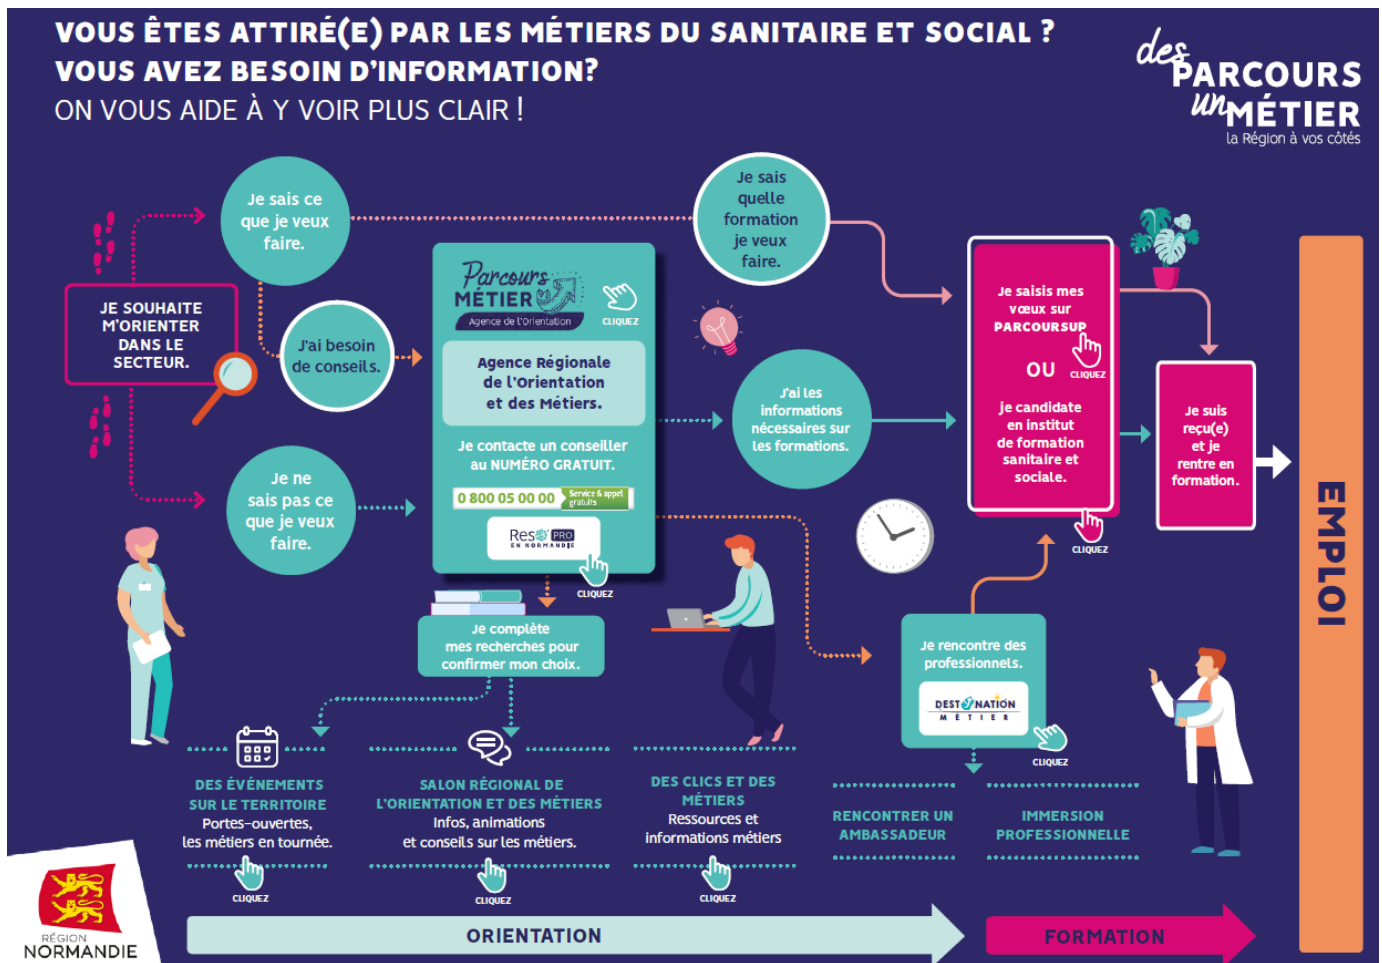 VOUS ÊTES ATTIRÉ(E) PAR LES MÉTIERS DU SANITAIRE ET SOCIAL ?
VOUS AVEZ BESOIN D'INFORMATION?
ON VOUS AIDE À Y VOIR PLUS CLAIR !
des
PARCOURS
un MÉTIER
la Région à vos côtés
JE SOUHAITE
M'ORIENTER
DANS LE
SECTEUR.
Je sais ce
que je veux
faire.
J'ai besoin
de conseils.
Je ne
sais pas ce
que je veux
faire.
Parcours
MÉTIER
Agence de l'Orientation
CLIQUEZ
Agence Régionale
de l'Orientation
et des Métiers.
Je contacte un conseiller
au NUMÉRO GRATUIT.
0 800 05 00 00
Service & appel
gratuits
Reso PRO
EN NORMANDIE
CLIQUEZ
Je sais
quelle
formation
je veux
faire.
J'ai les
informations
nécessaires sur
les formations.
Je saisis mes
vœux sur
PARCOURSUP
CLIQUEZ
OU
je candidate
en institut
de formation
sanitaire et
sociale.
CLIQUEZ
Je suis
reçu(e)
et je
rentre en
formation.
EMPLOI
Je complète
mes recherches pour
confirmer mon choix.
Je rencontre des
professionnels.
DESTYNATION
MÉTIER
CLIQUEZ
DES ÉVÉNEMENTS
SUR LE TERRITOIRE
Portes-ouvertes,
les métiers en tournée.
CLIQUEZ
SALON RÉGIONAL DE
L'ORIENTATION ET DES MÉTIERS
Infos, animations
et conseils sur les métiers.
CLIQUEZ
DES CLICS ET DES
MÉTIERS
Ressources et
informations métiers
CLIQUEZ
RENCONTRER UN
AMBASSADEUR
IMMERSION
PROFESSIONNELLE
RÉGION
NORMANDIE
ORIENTATION
FORMATION